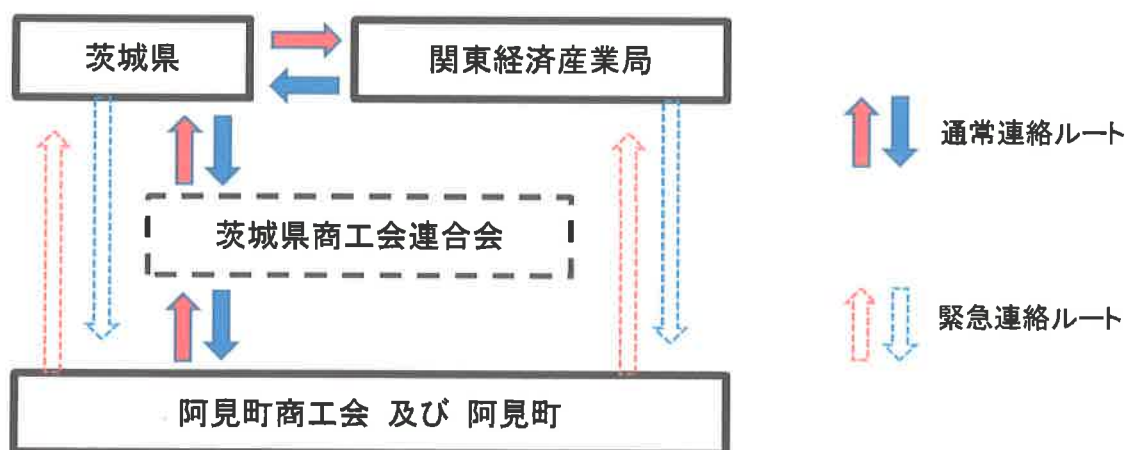 茨城県
関東経済産業局
通常連絡ルート
茨城県商工会連合会
緊急連絡ルート
阿見町商工会 及び 阿見町